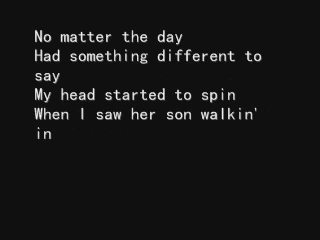 No matter the day
Had something different to
say
My head started to spin
When I saw her son walkin'
in